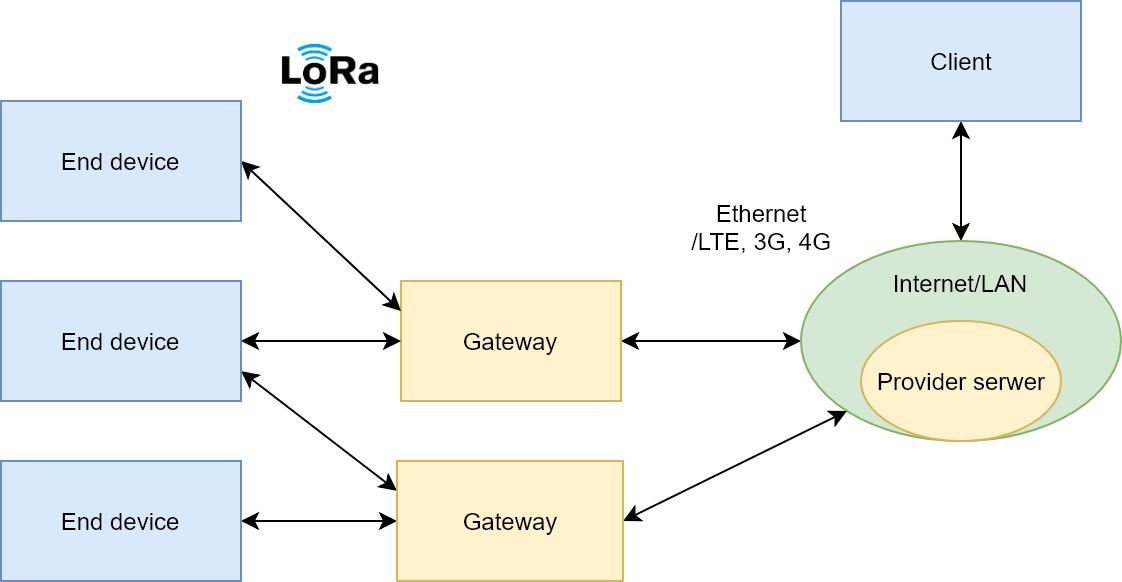 LoRa
Client
End device
Ethernet
/LTE, 3G, 4G
Internet/LAN
End device
Gateway
Provider serwer
End device
Gateway